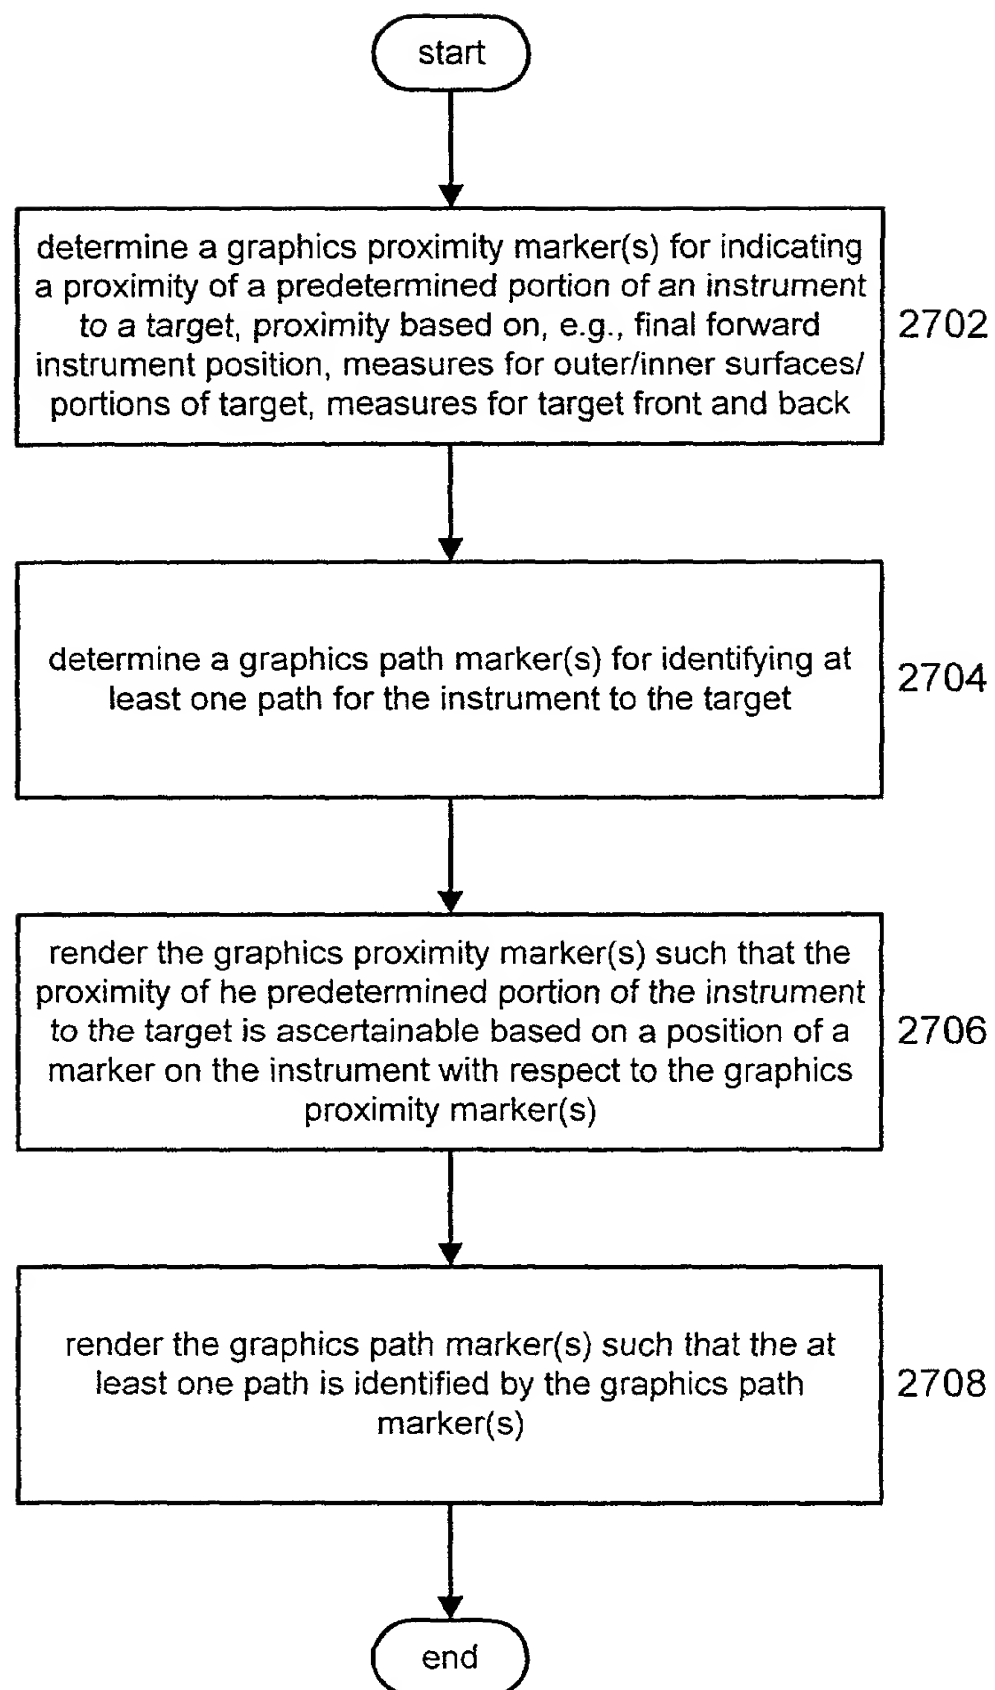 start
determine a graphics proximity marker(s) for indicating
a proximity of a predetermined portion of an instrument
to a target, proximity based on, e.g., final forward
instrument position, measures for outer/inner surfaces/
portions of target, measures for target front and back
2702
determine a graphics path marker(s) for identifying at
least one path for the instrument to the target
2704
render the graphics proximity marker(s) such that the
proximity of he predetermined portion of the instrument
to the target is ascertainable based on a position of a
marker on the instrument with respect to the graphics
proximity marker(s)
2706
render the graphics path marker(s) such that the at
least one path is identified by the graphics path
marker(s)
2708
end